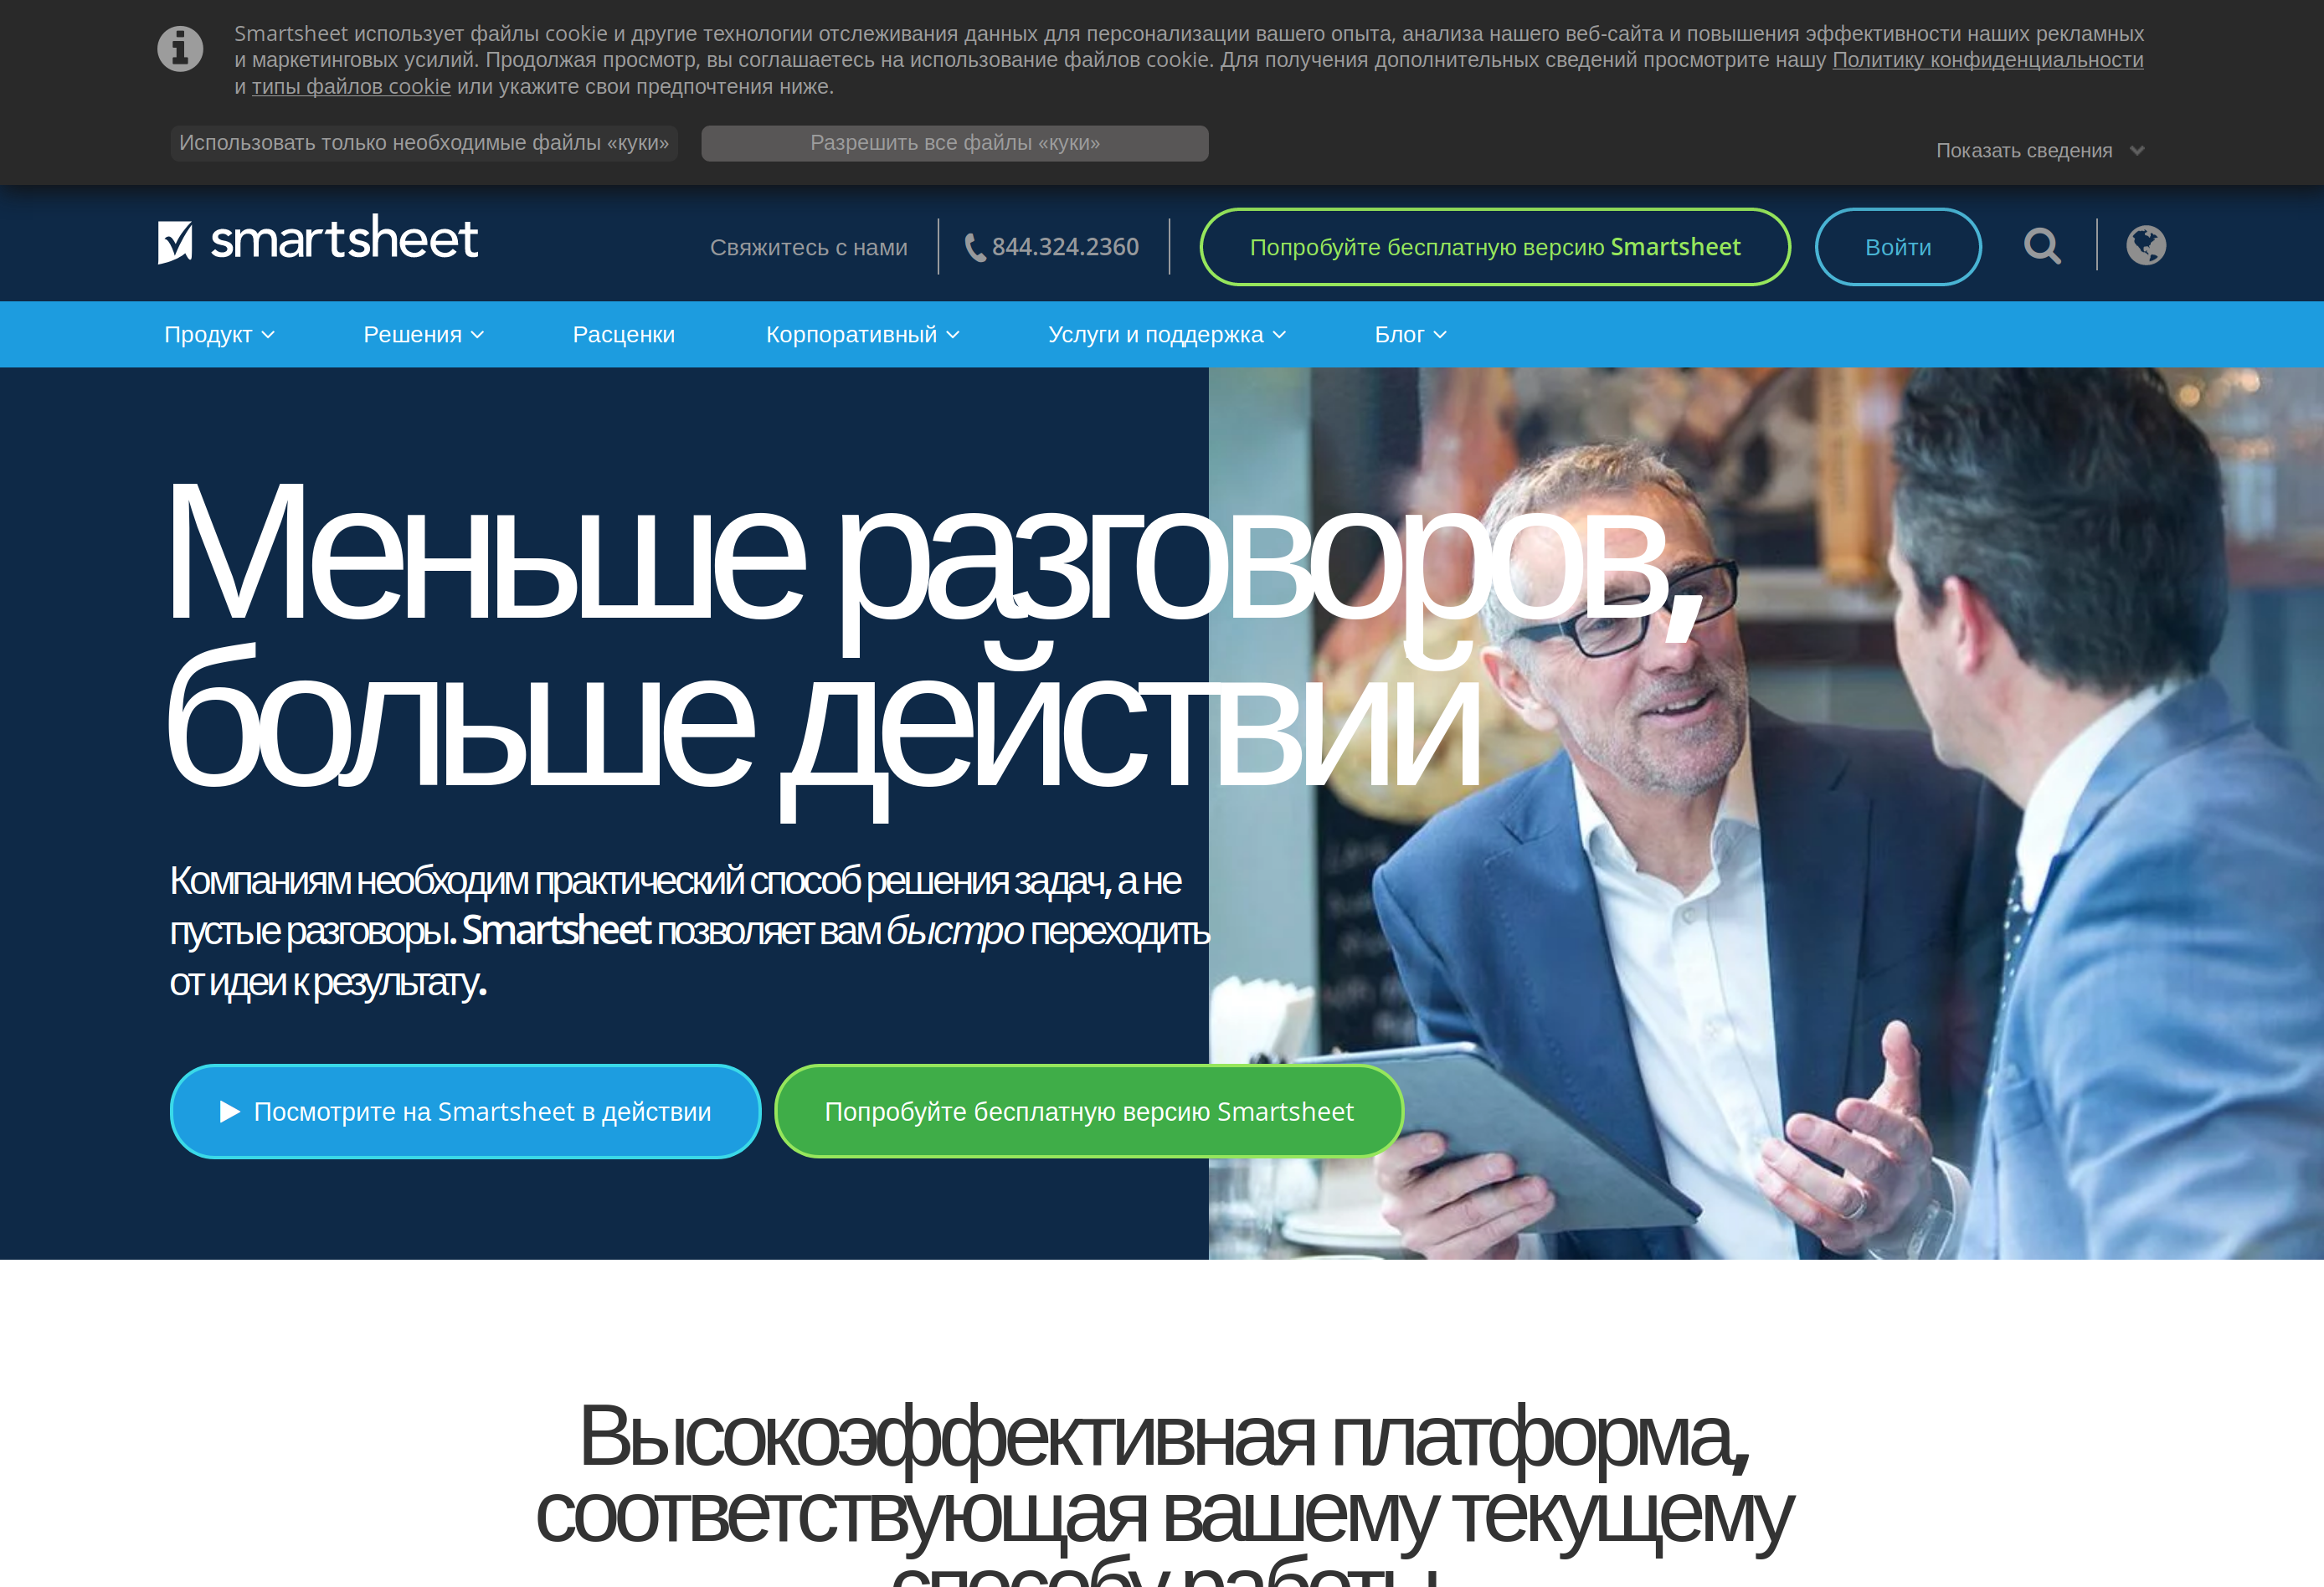 Smartsheet использует файлы cookie и другие технологии отслеживания данных для персонализации вашего опыта, анализа нашего веб-сайта и повышения эффективности наших рекламных
и маркетинговых усилий. Продолжая просмотр, вы соглашаетесь на использование файлов cookie. Для получения дополнительных сведений просмотрите нашу Политику конфиденциальности
и типы файлов cookie или укажите свои предпочтения ниже.
Использовать только необходимые файлы «куки»
Разрешить все файлы «куки»
Показать сведения
smartsheet
Свяжитесь с нами
844.324.2360
Попробуйте бесплатную версию Smartsheet
Войти
Продукт
Решения
Расценки
Корпоративный
Услуги и поддержка
Блог
Меньше разговоров,
больше действий
Компаниям необходим практический способ решения задач, а не
пустые разговоры. Smartsheet позволяет вам быстро переходить
от идеи к результату.
Посмотрите на Smartsheet в действии
Попробуйте бесплатную версию Smartsheet
Высокоэффективная платформа,
соответствующая вашему текущему
способу работы